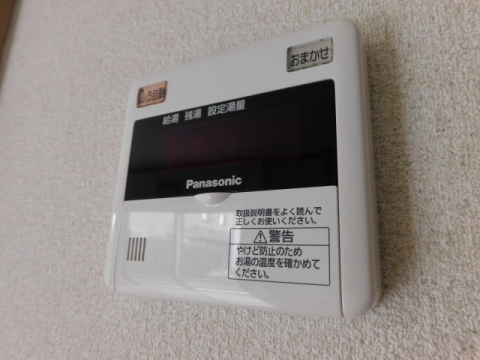 自動
おまかせ
給湯 残湯 設定湯量
Panasonic
取扱説明書をよく読んで
正しくお使いください。
警告
やけど防止のため
お湯の温度を確かめて
ください。